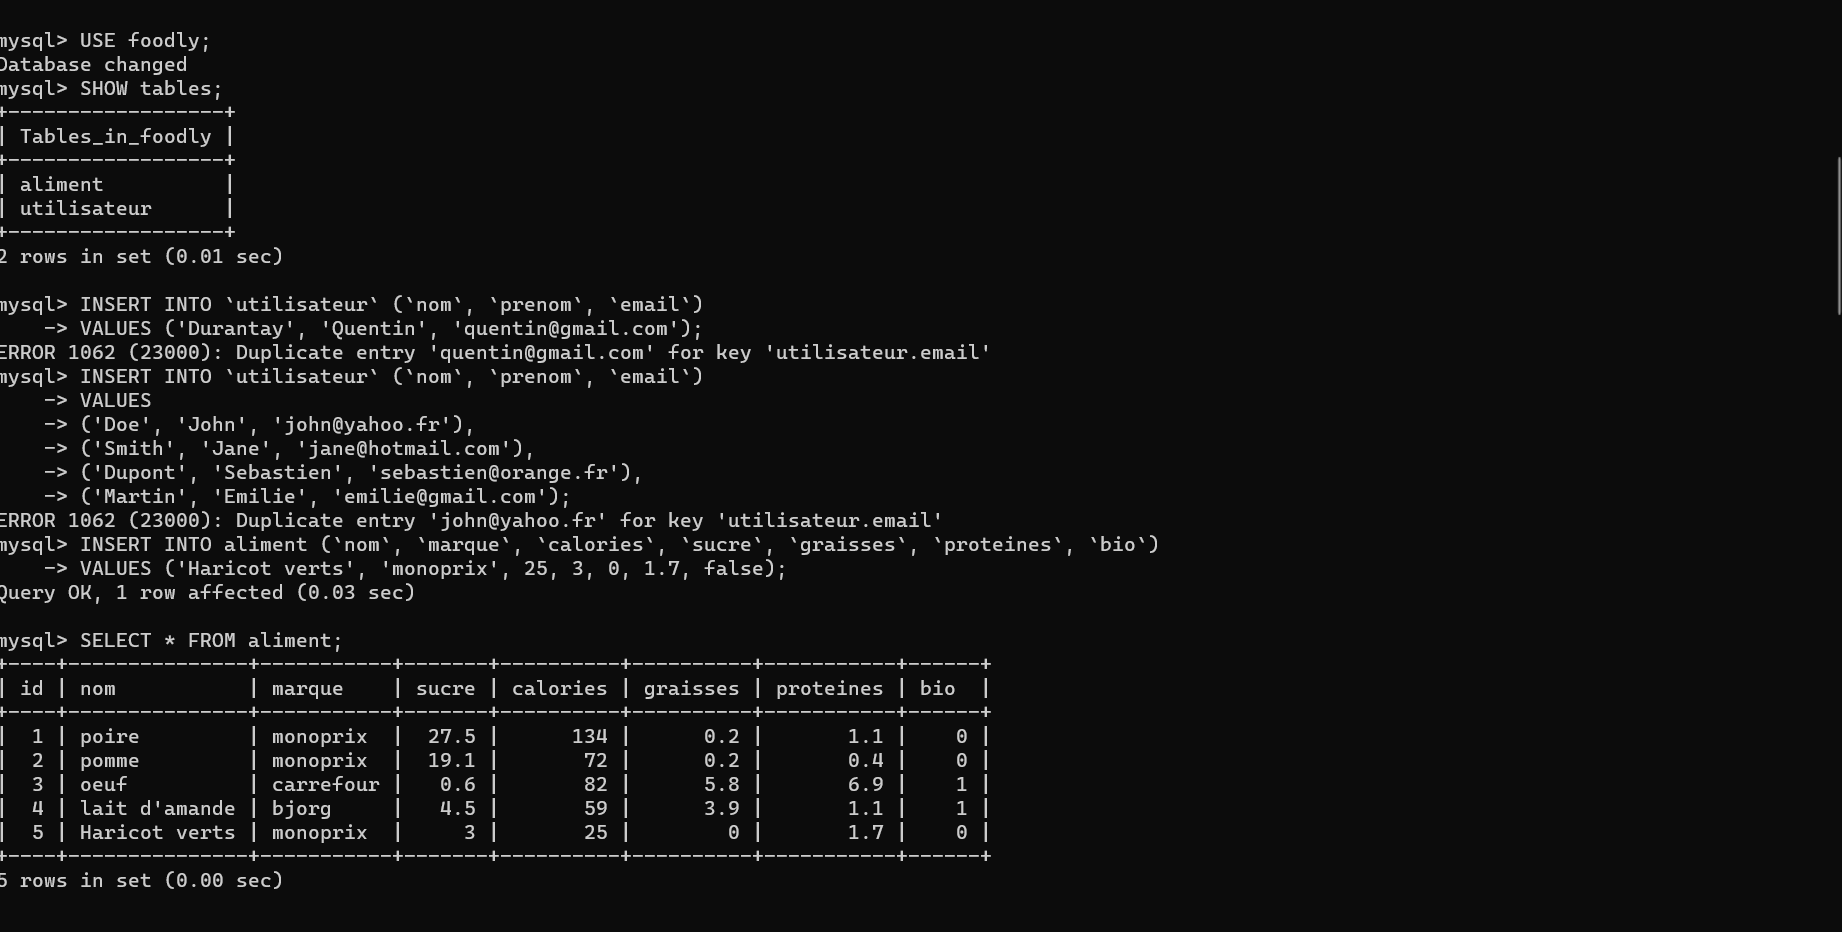 mysql> USE foodly;
Database changed
mysql> SHOW tables;
+------------------+
| Tables_in_foodly |
+------------------+
| aliment          |
| utilisateur      |
+------------------+
2 rows in set (0.01 sec)

mysql> INSERT INTO `utilisateur` (`nom`, `prenom`, `email`)
    -> VALUES ('Durantay', 'Quentin', 'quentin@gmail.com');
ERROR 1062 (23000): Duplicate entry 'quentin@gmail.com' for key 'utilisateur.email'
mysql> INSERT INTO `utilisateur` (`nom`, `prenom`, `email`)
    -> VALUES
    -> ('Doe', 'John', 'john@yahoo.fr'),
    -> ('Smith', 'Jane', 'jane@hotmail.com'),
    -> ('Dupont', 'Sebastien', 'sebastien@orange.fr'),
    -> ('Martin', 'Emilie', 'emilie@gmail.com');
ERROR 1062 (23000): Duplicate entry 'john@yahoo.fr' for key 'utilisateur.email'
mysql> INSERT INTO aliment (`nom`, `marque`, `calories`, `sucre`, `graisses`, `proteines`, `bio`)
    -> VALUES ('Haricot verts', 'monoprix', 25, 3, 0, 1.7, false);
Query OK, 1 row affected (0.03 sec)

mysql> SELECT * FROM aliment;
+----+---------------+-----------+-------+----------+----------+-----------+------+
| id | nom           | marque    | sucre | calories | graisses | proteines | bio  |
+----+---------------+-----------+-------+----------+----------+-----------+------+
|  1 | poire         | monoprix  |  27.5 |      134 |      0.2 |       1.1 |    0 |
|  2 | pomme         | monoprix  |  19.1 |       72 |      0.2 |       0.4 |    0 |
|  3 | oeuf          | carrefour |   0.6 |       82 |      5.8 |       6.9 |    1 |
|  4 | lait d'amande | bjorg     |   4.5 |       59 |      3.9 |       1.1 |    1 |
|  5 | Haricot verts | monoprix  |     3 |       25 |        0 |       1.7 |    0 |
+----+---------------+-----------+-------+----------+----------+-----------+------+
5 rows in set (0.00 sec)